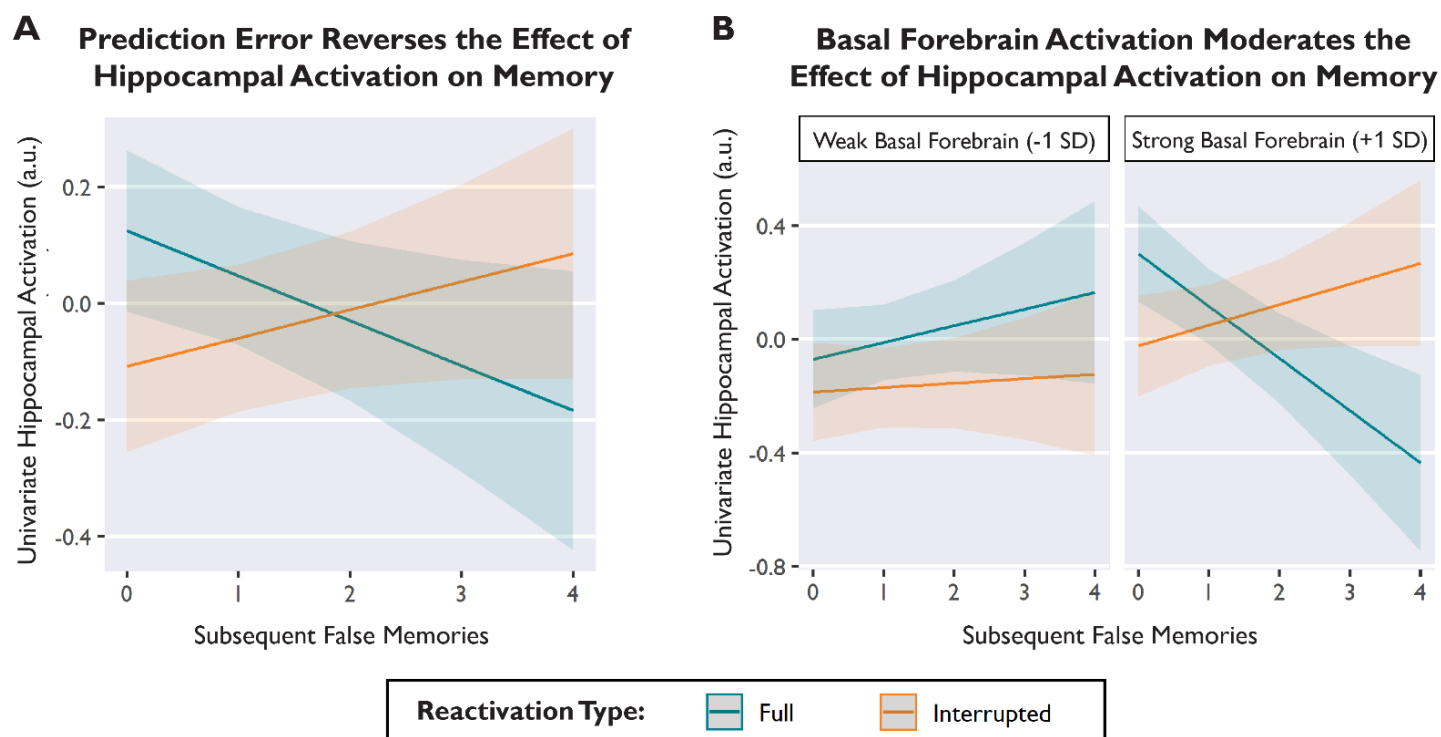 A
Prediction Error Reverses the Effect of
Hippocampal Activation on Memory
Univariate Hippocampal Activation (a.u.)
0.2
0.0
-0.2
-0.4
0 1 2 3 4
Subsequent False Memories
B
Basal Forebrain Activation Moderates the
Effect of Hippocampal Activation on Memory
Weak Basal Forebrain (-1 SD) Strong Basal Forebrain (+1 SD)
Univariate Hippocampal Activation (a.u.)
0.4
0.0
-0.4
-0.8
0 1 2 3 4 0 1 2 3 4
Subsequent False Memories
Reactivation Type: Full Interrupted